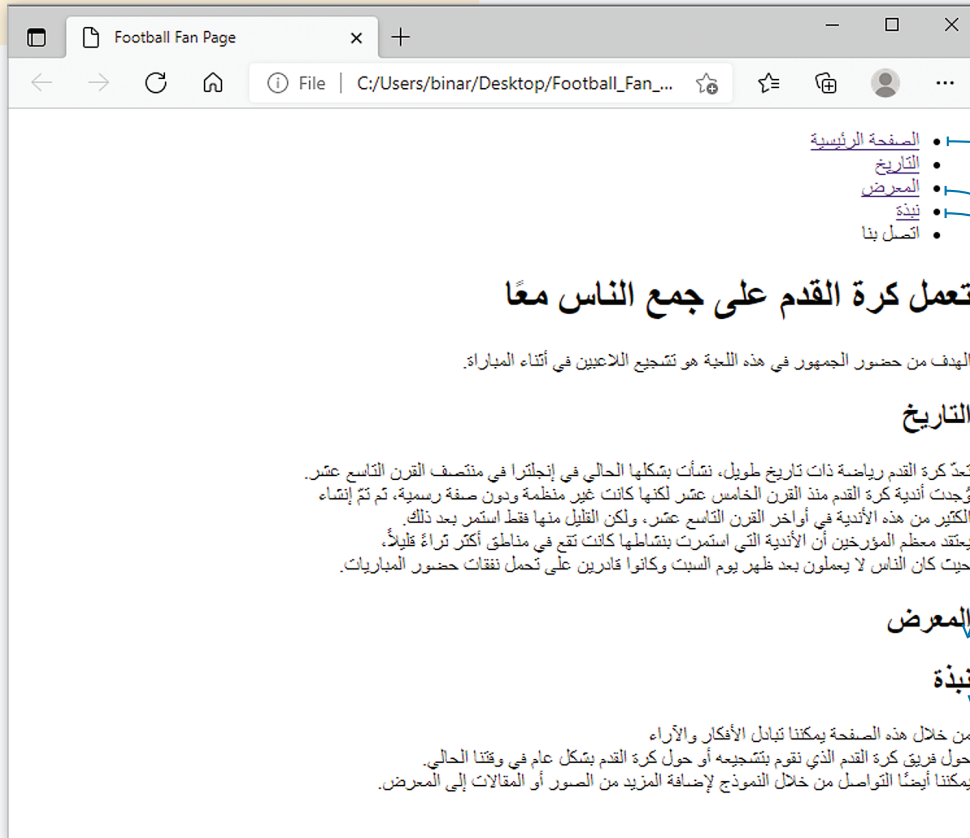 Football Fan Page
File | C:/Users/binar/Desktop/Football_Fan_...
الصفحة الرئيسية
التاريخ
المعرض
نبذة
اتصل بنا
تعمل كرة القدم على جمع الناس معًا
الهدف من حضور الجمهور في هذه اللعبة هو تشجيع اللاعبين في أثناء المباراة.
التاريخ
تعدّ كرة القدم رياضة ذات تاريخ طويل، نشأت بشكلها الحالي في إنجلترا في منتصف القرن التاسع عشر.
وُجدت أندية كرة القدم منذ القرن الخامس عشر لكنها كانت غير منظمة ودون صفة رسمية، ثم تمّ إنشاء
الكثير من هذه الأندية في أواخر القرن التاسع عشر، ولكن القليل منها فقط استمر بعد ذلك.
يعتقد معظم المؤرخين أن الأندية التي استمرت بنشاطها كانت تقع في مناطق أكثر ثراءً قليلاً،
حيث كان الناس لا يعملون بعد ظهر يوم السبت وكانوا قادرين على تحمل نفقات حضور المباريات.
المعرض
نبذة
من خلال هذه الصفحة يمكننا تبادل الأفكار والآراء
حول فريق كرة القدم الذي نقوم بتشجيعه أو حول كرة القدم بشكل عام في وقتنا الحالي.
يمكننا أيضًا التواصل من خلال النموذج لإضافة المزيد من الصور أو المقالات إلى المعرض.